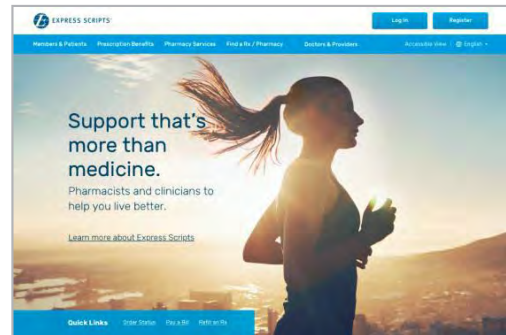 EXPRESS SCRIPTS
Log in Register
Members & Patients Prescription Benefits Pharmacy Services Find a Rx / Pharmacy Doctors & Providers Accessible View English
Support that's
more than
medicine.
Pharmacists and clinicians to
help you live better.
Learn more about Express Scripts
Quick Links Order Status Pay a Bill Refill an Rx